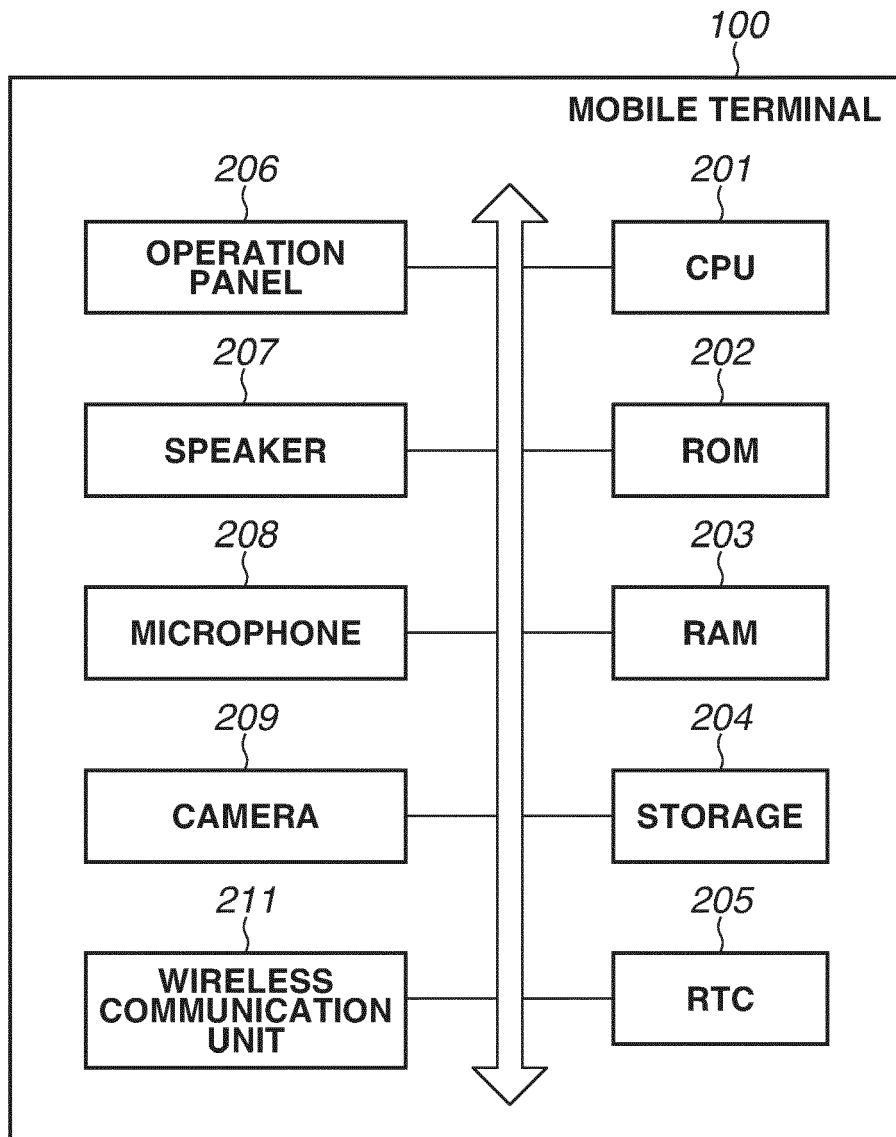 100
MOBILE TERMINAL
206
OPERATION
PANEL
201
CPU
207
SPEAKER
202
ROM
208
MICROPHONE
203
RAM
209
CAMERA
204
STORAGE
211
WIRELESS
COMMUNICATION
UNIT
205
RTC